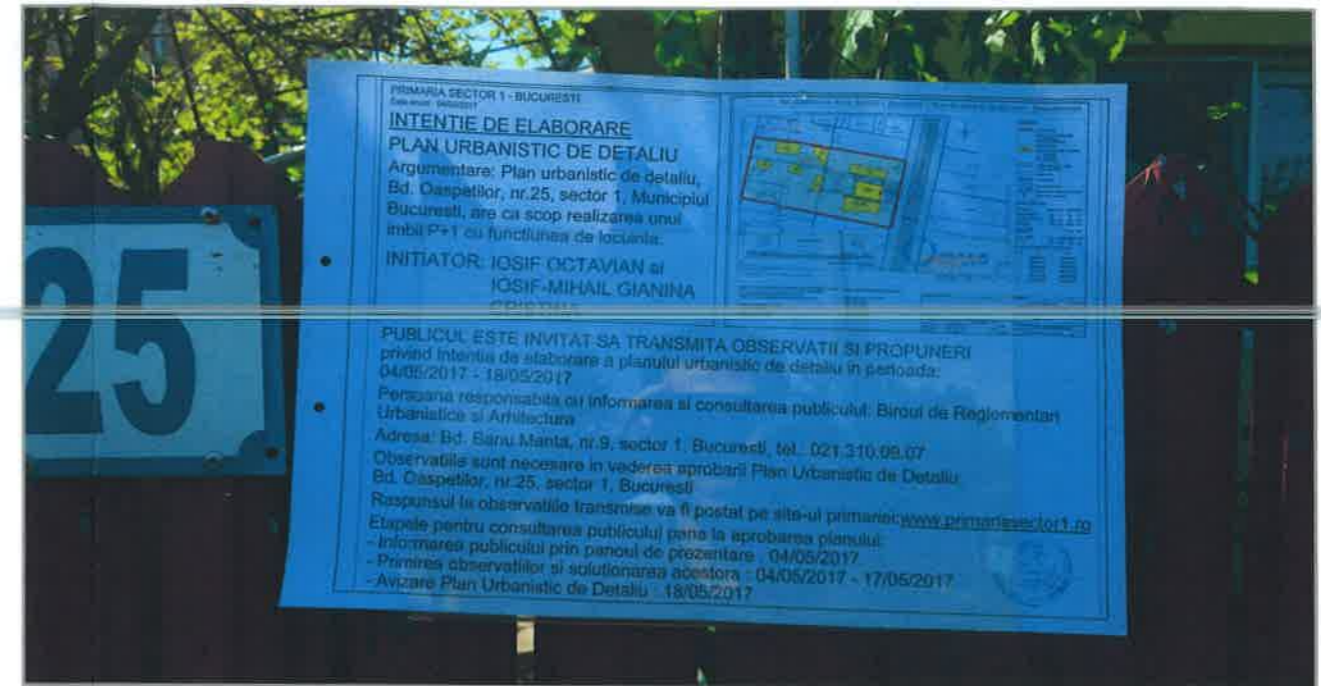 25
PRIMARIA SECTOR 1 - BUCURESTI
INTENTIE DE ELABORARE
PLAN URBANISTIC DE DETALIU
Argumentare: Plan urbanistic de detaliu,
Bd. Oaspetilor, nr.25, sector 1, Municipiul
Bucuresti, are ca scop realizarea unui
imbil P+1 cu functiunea de locuinta.
INITIATOR: IOSIF OCTAVIAN si
IOSIF-MIHAIL GIANINA
CRISTINA
PUBLICUL ESTE INVITAT SA TRANSMITA OBSERVATII SI PROPUNERI
privind intentia de elaborare a planului urbanistic de detaliu in perioada:
04/05/2017 - 18/05/2017
Persoana responsabila cu informarea si consultarea publicului: Biroul de Reglementari
Urbanistice si Arhitectura
Adresa: Bd. Banu Manta, nr.9, sector 1, Bucuresti, tel.: 021.310.09.07
Observatiile sunt necesare in vederea aprobarii Plan Urbanistic de Detaliu:
Bd. Oaspetilor, nr.25, sector 1, Bucuresti
Raspunsul la observatiile transmise va fi postat pe site-ul primariei:www.primariasector1.ro
Etapele pentru consultarea publicului pana la aprobarea planului:
- Informarea publicului prin panoul de prezentare : 04/05/2017
- Primirea observatiilor si solutionarea acestora : 04/05/2017 - 17/05/2017
- Avizare Plan Urbanistic de Detaliu : 18/05/2017